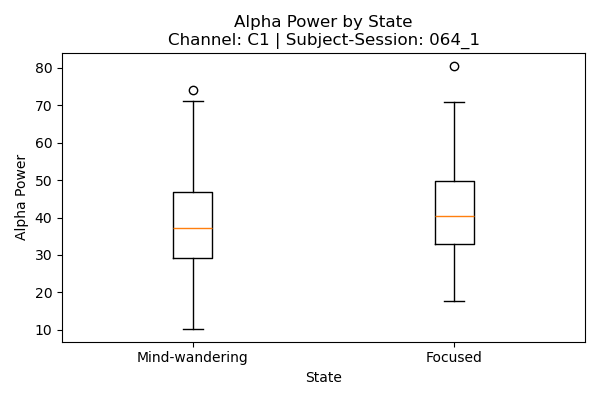 Alpha Power by State
Channel: C1 | Subject-Session: 064_1
Alpha Power
80
70
60
50
40
30
20
10
Mind-wandering
Focused
State